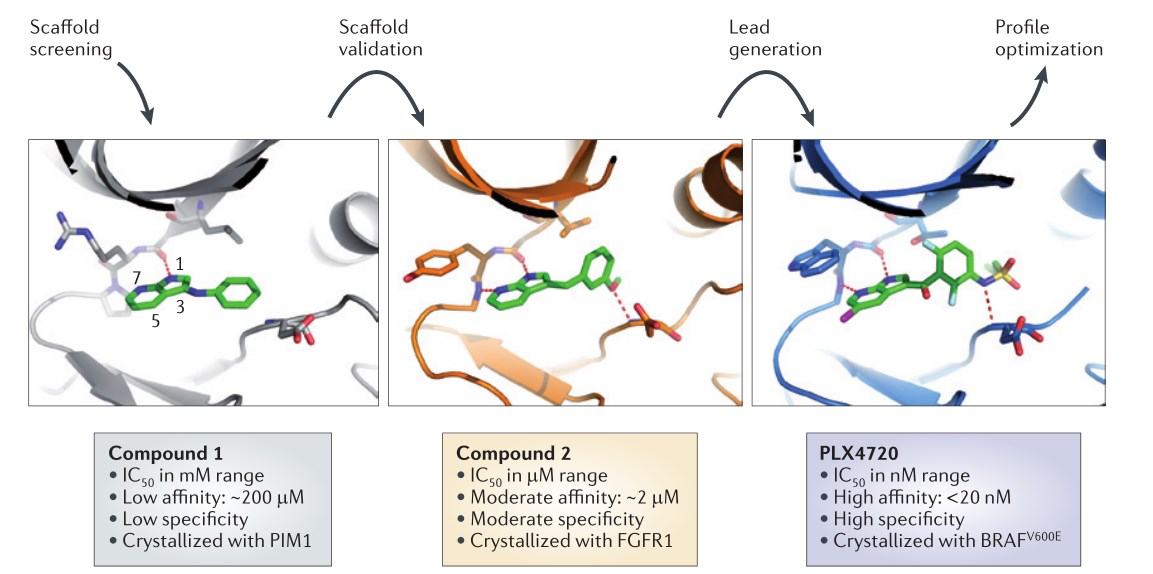 Scaffold
screening
Scaffold
validation
Lead
generation
Profile
optimization
1
7
3
5
Compound 1
• IC₅₀ in mM range
• Low affinity: ~200 μM
• Low specificity
• Crystallized with PIM1
Compound 2
• IC₅₀ in μM range
• Moderate affinity: ~2 μM
• Moderate specificity
• Crystallized with FGFR1
PLX4720
• IC₅₀ in nM range
• High affinity: <20 nM
• High specificity
• Crystallized with BRAFⱽ⁶⁰⁰ᴱ